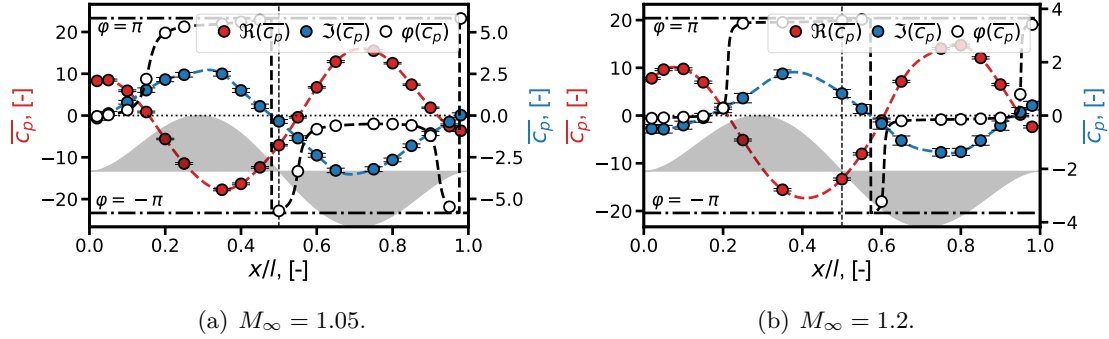 φ = π
ℜ(c̅p̅) ℑ(c̅p̅) φ(c̅p̅)
φ = −π
20
10
0
−10
−20
5.0
2.5
0.0
−2.5
−5.0
0.0 0.2 0.4 0.6 0.8 1.0
c̅p̅, [-]
c̅p̅, [-]
x/l, [-]
(a) M∞ = 1.05.
φ = π
ℜ(c̅p̅) ℑ(c̅p̅) φ(c̅p̅)
φ = −π
20
10
0
−10
−20
4
2
0
−2
−4
0.0 0.2 0.4 0.6 0.8 1.0
c̅p̅, [-]
c̅p̅, [-]
x/l, [-]
(b) M∞ = 1.2.